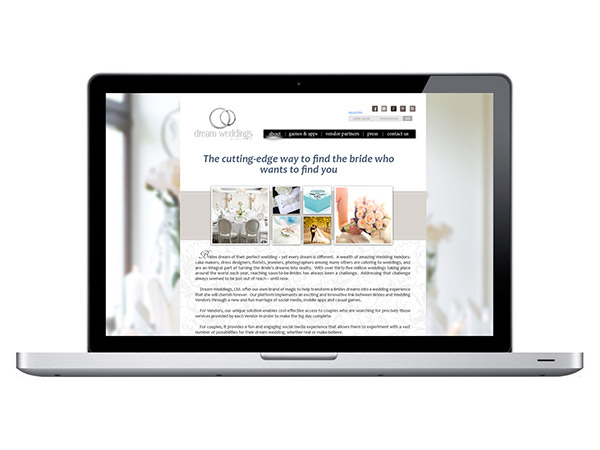 dream weddings
REGISTER
about | games & apps | vendor partners | press | contact us
The cutting-edge way to find the bride who
wants to find you
Brides dream of their perfect wedding – yet every dream is different. A wealth of amazing Wedding Vendors:
cake makers, dress designers, florists, jewelers, photographers among many others are catering to weddings, and
are an integral part of turning the Bride's dreams into reality. With over thirty-five million weddings taking place
around the world each year, reaching soon-to-be Brides has always been a challenge. Addressing that challenge
always seemed to be just out of reach – until now.
Dream Weddings, Ltd. offer our own brand of magic to help transform a Brides dreams into a wedding experience
that she will cherish forever. Our platform implements an exciting and innovative link between Brides and Wedding
Vendors through a new and fun marriage of social media, mobile apps and casual games.
For Vendors, our unique solution enables cost-effective access to couples who are searching for precisely those
services provided by each Vendor in order to make the big day complete.
For couples, it provides a fun and engaging social media experience that allows them to experiment with a vast
number of possibilities for their dream wedding, whether real or make-believe.